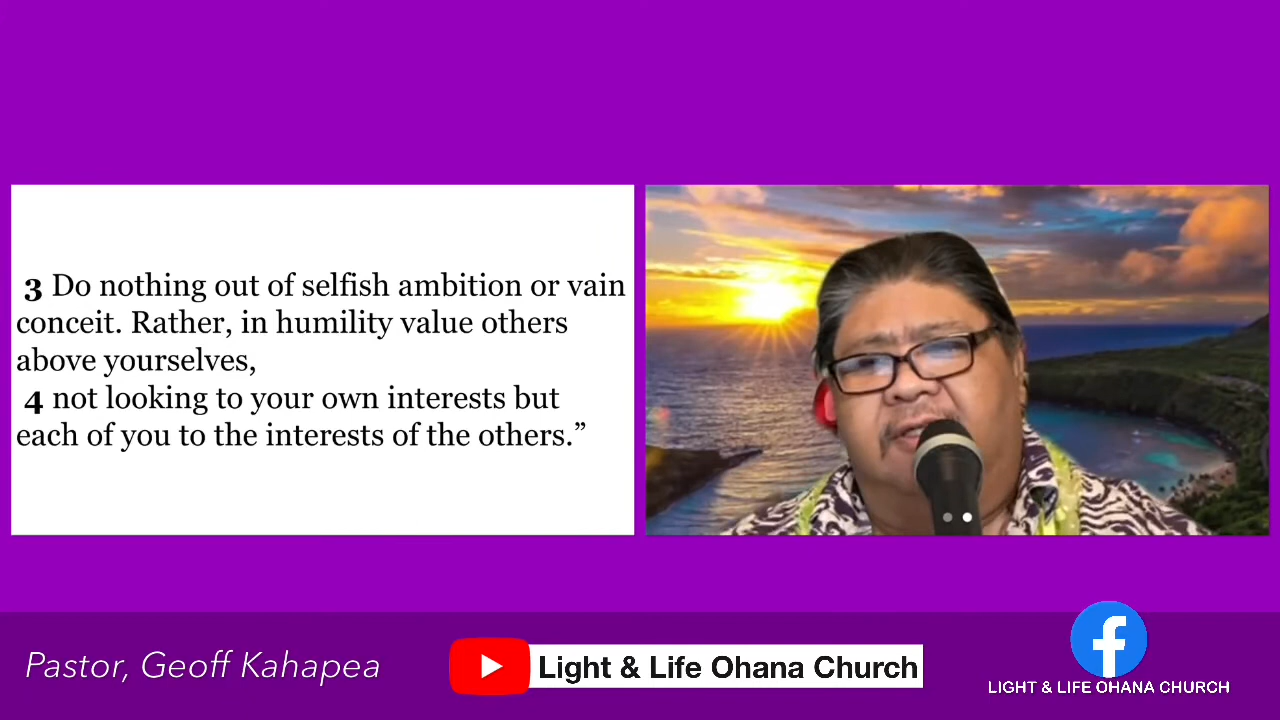 3 Do nothing out of selfish ambition or vain
conceit. Rather, in humility value others
above yourselves,
4 not looking to your own interests but
each of you to the interests of the others.”
Pastor, Geoff Kahapea
Light & Life Ohana Church
LIGHT & LIFE OHANA CHURCH